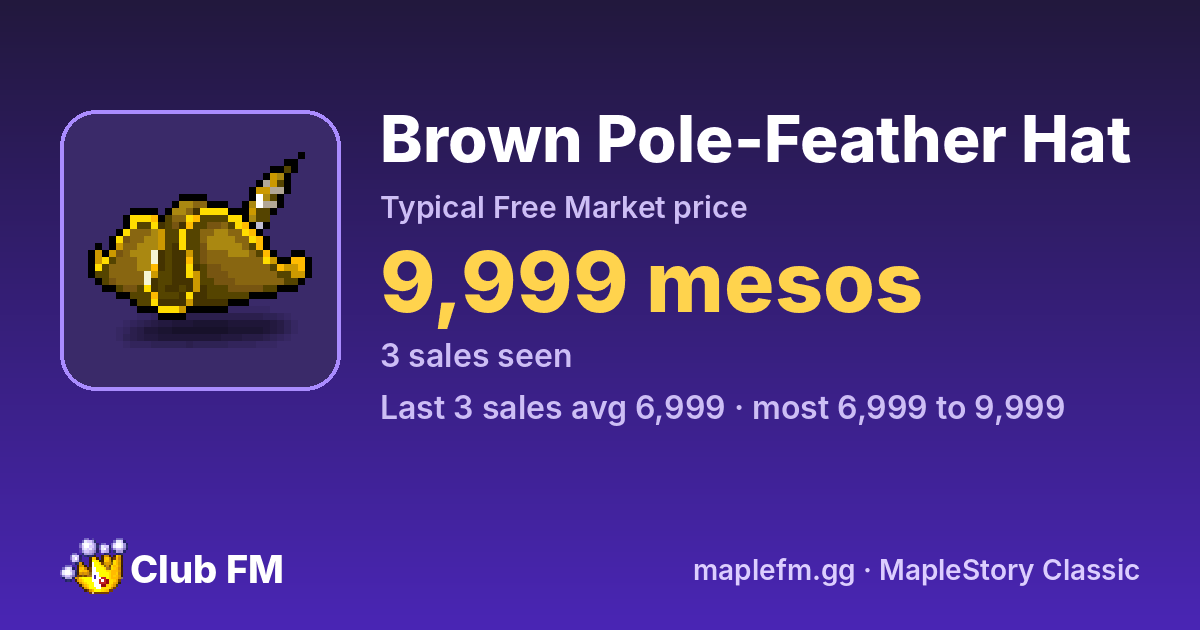 Brown Pole-Feather Hat
Typical Free Market price
9,999 mesos
3 sales seen
Last 3 sales avg 6,999 · most 6,999 to 9,999
Club FM
maplefm.gg · MapleStory Classic